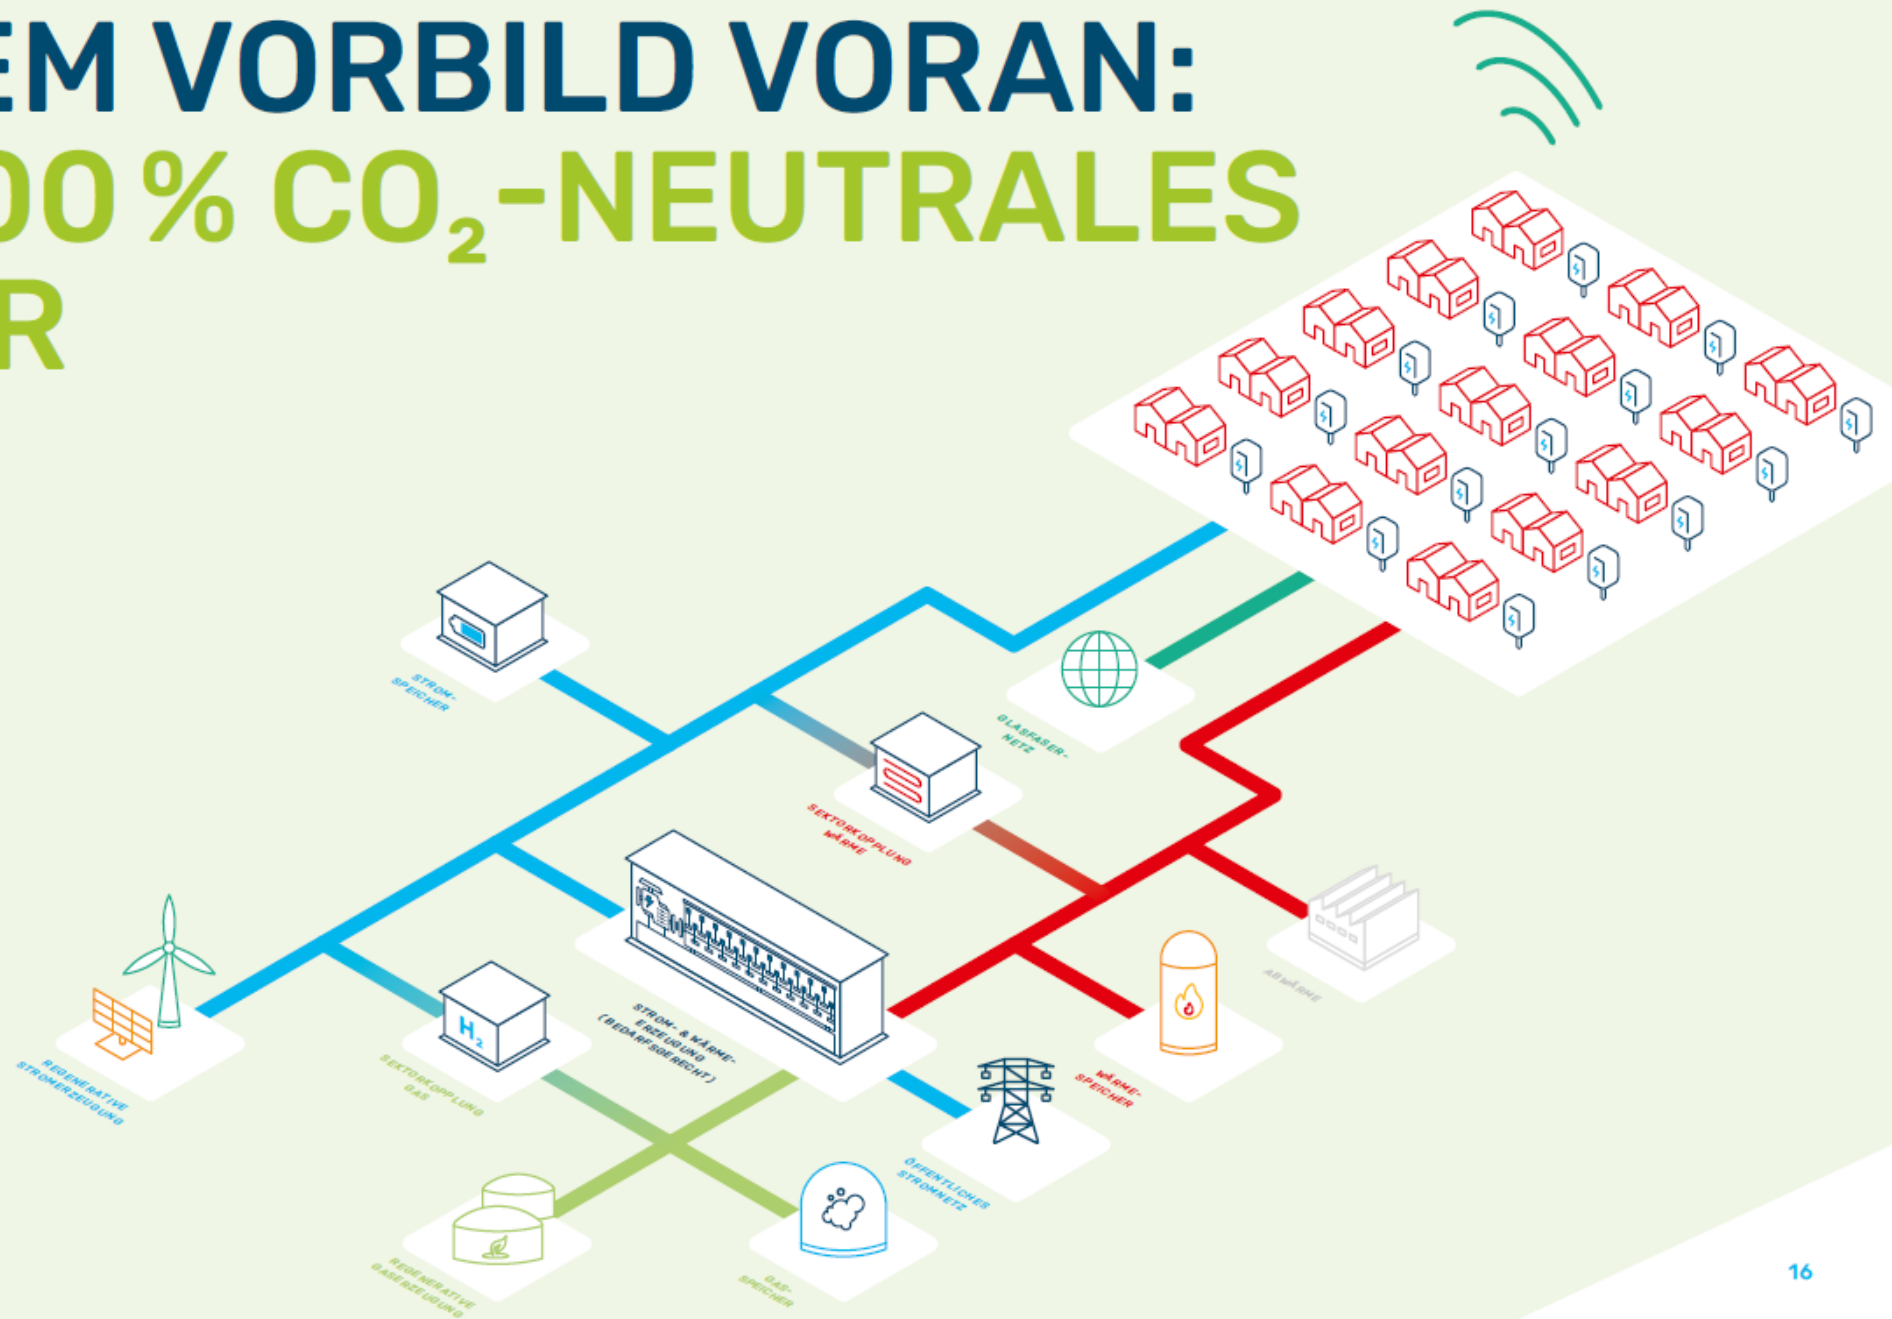 EM VORBILD VORAN:
00 % CO₂-NEUTRALES
R
STROM-
SPEICHER
GLASFASER-
NETZ
SEKTORKOPPLUNG
WÄRME
ABWÄRME
STROM- & WÄRME-
ERZEUGUNG
(BEDARFSGERECHT)
H₂
REGENERATIVE
STROMERZEUGUNG
SEKTORKOPPLUNG
GAS
WÄRME-
SPEICHER
ÖFFENTLICHES
STROMNETZ
REGENERATIVE
GASERZEUGUNG
GAS-
SPEICHER
16